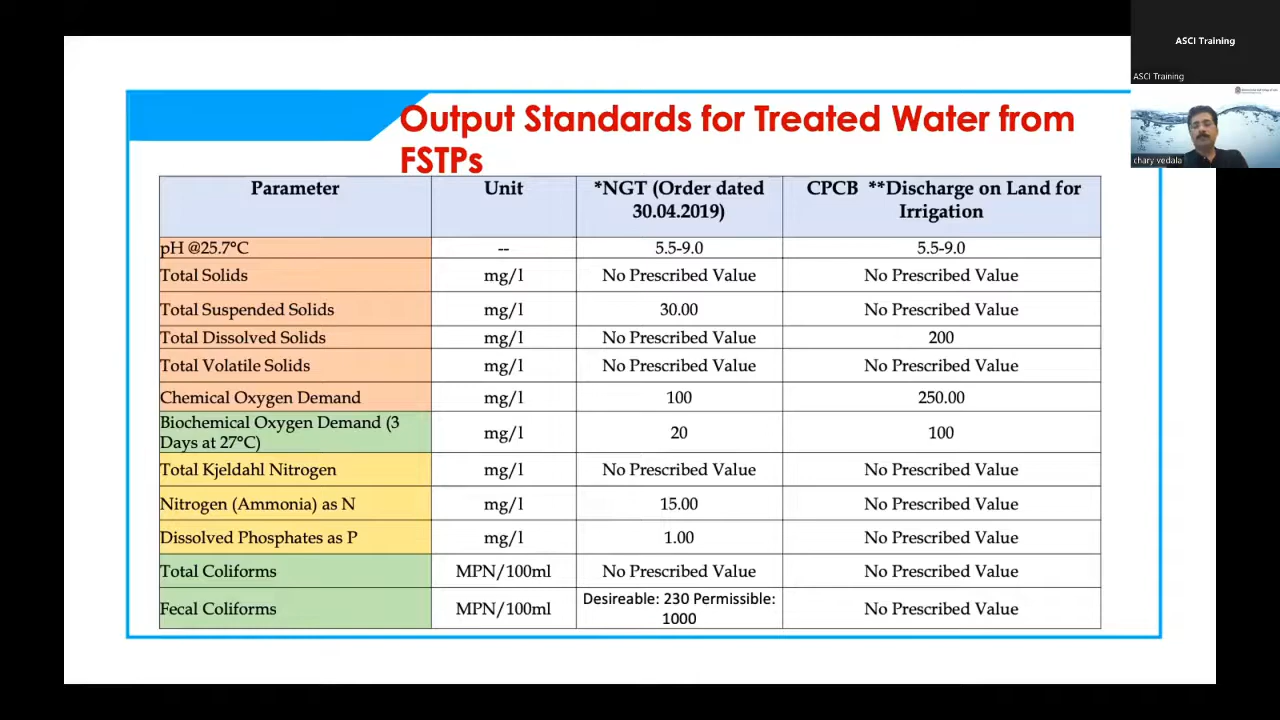 ASCI Training
ASCI Training
chary vedala
Output Standards for Treated Water from
FSTPs
Parameter Unit *NGT (Order dated 30.04.2019) CPCB **Discharge on Land for Irrigation
pH @25.7°C -- 5.5-9.0 5.5-9.0
Total Solids mg/l No Prescribed Value No Prescribed Value
Total Suspended Solids mg/l 30.00 No Prescribed Value
Total Dissolved Solids mg/l No Prescribed Value 200
Total Volatile Solids mg/l No Prescribed Value No Prescribed Value
Chemical Oxygen Demand mg/l 100 250.00
Biochemical Oxygen Demand (3 Days at 27°C) mg/l 20 100
Total Kjeldahl Nitrogen mg/l No Prescribed Value No Prescribed Value
Nitrogen (Ammonia) as N mg/l 15.00 No Prescribed Value
Dissolved Phosphates as P mg/l 1.00 No Prescribed Value
Total Coliforms MPN/100ml No Prescribed Value No Prescribed Value
Fecal Coliforms MPN/100ml Desireable: 230 Permissible: 1000 No Prescribed Value